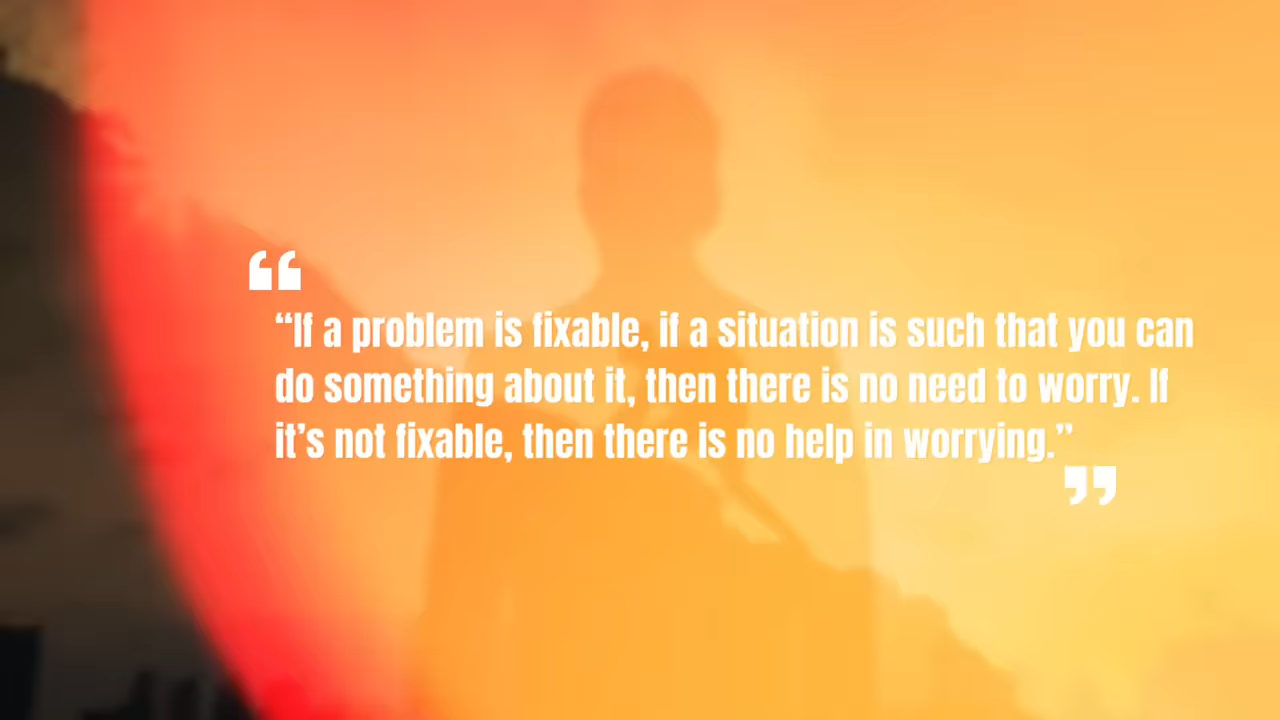 “
“If a problem is fixable, if a situation is such that you can
do something about it, then there is no need to worry. If
it’s not fixable, then there is no help in worrying.”
”